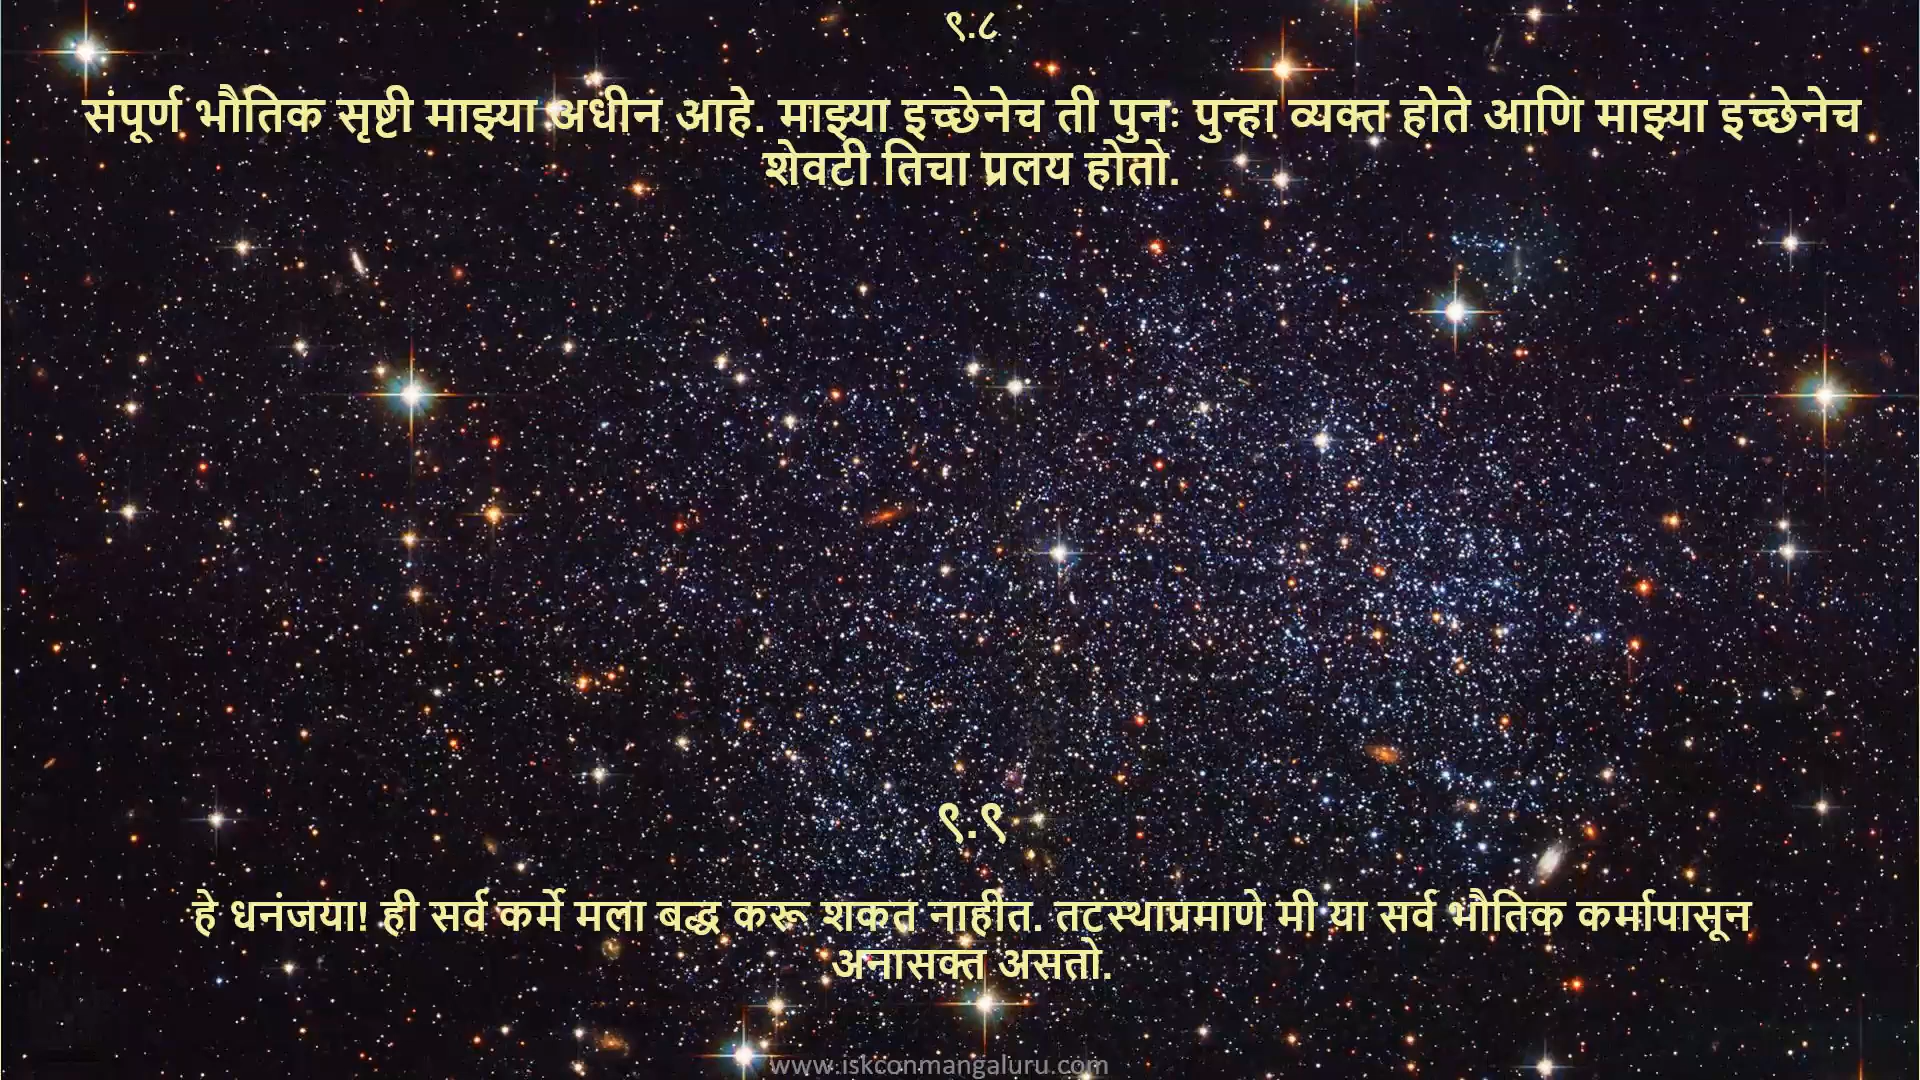 ९.८
संपूर्ण भौतिक सृष्टी माझ्या अधीन आहे. माझ्या इच्छेनेच ती पुनः पुन्हा व्यक्त होते आणि माझ्या इच्छेनेच
शेवटी तिचा प्रलय होतो.
९.९
हे धनंजया! ही सर्व कर्मे मला बद्ध करू शकत नाहीत. तटस्थाप्रमाणे मी या सर्व भौतिक कर्मापासून
अनासक्त असतो.
www.iskconmangaluru.com